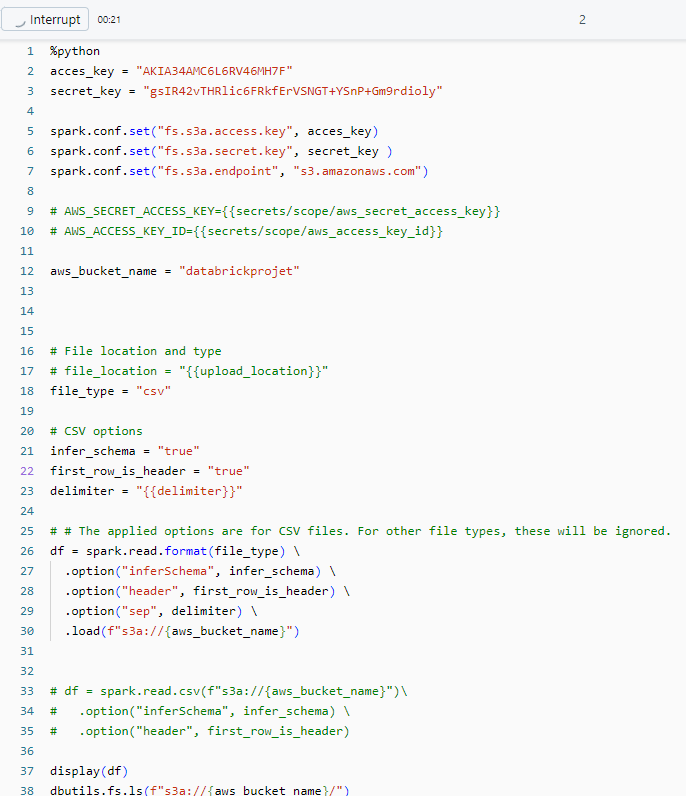 Interrupt 00:21 2
1 %python
2 acces_key = "AKIA34AMC6L6RV46MH7F"
3 secret_key = "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"
4
5 spark.conf.set("fs.s3a.access.key", acces_key)
6 spark.conf.set("fs.s3a.secret.key", secret_key )
7 spark.conf.set("fs.s3a.endpoint", "s3.amazonaws.com")
8
9 # AWS_SECRET_ACCESS_KEY={{secrets/scope/aws_secret_access_key}}
10 # AWS_ACCESS_KEY_ID={{secrets/scope/aws_access_key_id}}
11
12 aws_bucket_name = "databrickprojet"
13
14
15
16 # File location and type
17 # file_location = "{{upload_location}}"
18 file_type = "csv"
19
20 # CSV options
21 infer_schema = "true"
22 first_row_is_header = "true"
23 delimiter = "{{delimiter}}"
24
25 # # The applied options are for CSV files. For other file types, these will be ignored.
26 df = spark.read.format(file_type) \
27 .option("inferSchema", infer_schema) \
28 .option("header", first_row_is_header) \
29 .option("sep", delimiter) \
30 .load(f"s3a://{aws_bucket_name}")
31
32
33 # df = spark.read.csv(f"s3a://{aws_bucket_name}")\
34 # .option("inferSchema", infer_schema) \
35 # .option("header", first_row_is_header)
36
37 display(df)
38 dbutils.fs.ls(f"s3a://{aws_bucket_name}/")